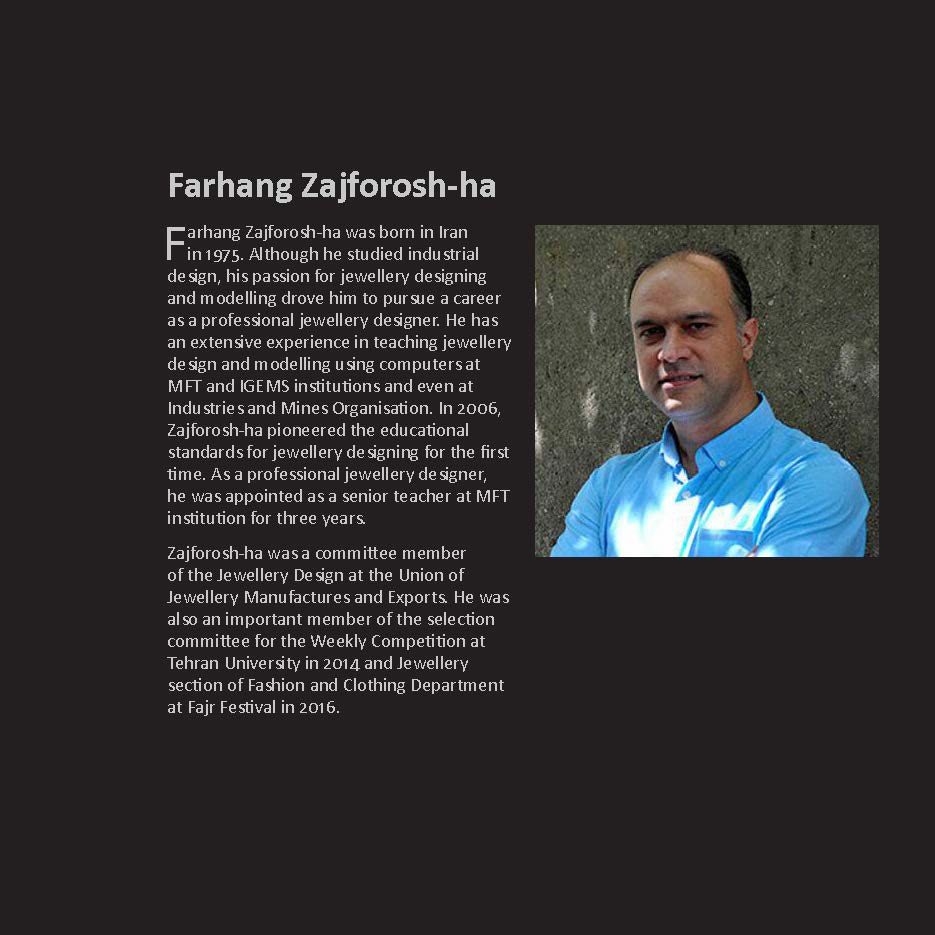 Farhang Zajforosh-ha
Farhang Zajforosh-ha was born in Iran
in 1975. Although he studied industrial
design, his passion for jewellery designing
and modelling drove him to pursue a career
as a professional jewellery designer. He has
an extensive experience in teaching jewellery
design and modelling using computers at
MFT and IGEMS institutions and even at
Industries and Mines Organisation. In 2006,
Zajforosh-ha pioneered the educational
standards for jewellery designing for the first
time. As a professional jewellery designer,
he was appointed as a senior teacher at MFT
institution for three years.
Zajforosh-ha was a committee member
of the Jewellery Design at the Union of
Jewellery Manufactures and Exports. He was
also an important member of the selection
committee for the Weekly Competition at
Tehran University in 2014 and Jewellery
section of Fashion and Clothing Department
at Fajr Festival in 2016.